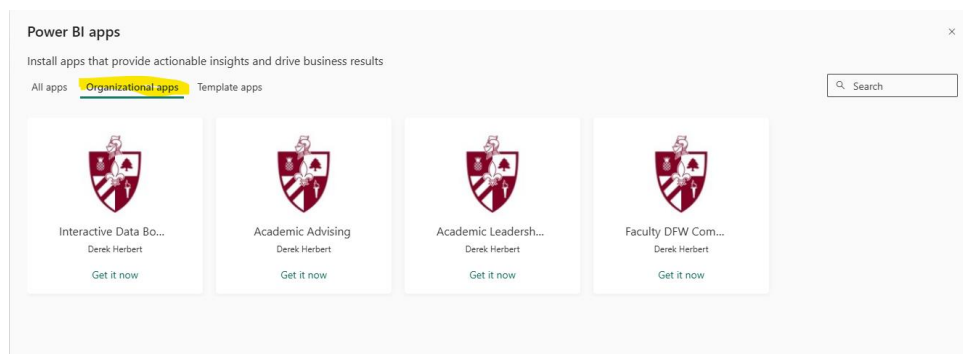 Power BI apps
Install apps that provide actionable insights and drive business results
All apps Organizational apps Template apps
Search
Interactive Data Bo...
Derek Herbert
Get it now
Academic Advising
Derek Herbert
Get it now
Academic Leadersh...
Derek Herbert
Get it now
Faculty DFW Com...
Derek Herbert
Get it now